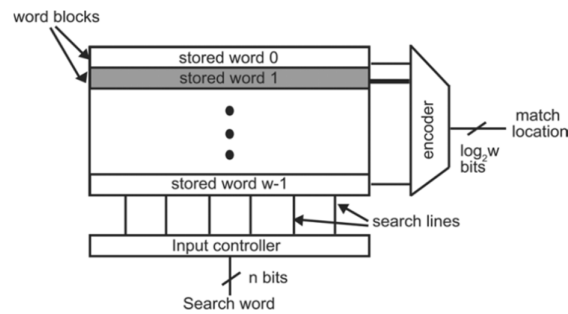 word blocks
stored word 0
stored word 1
encoder
match
location
log₂w
bits
stored word w-1
search lines
Input controller
n bits
Search word